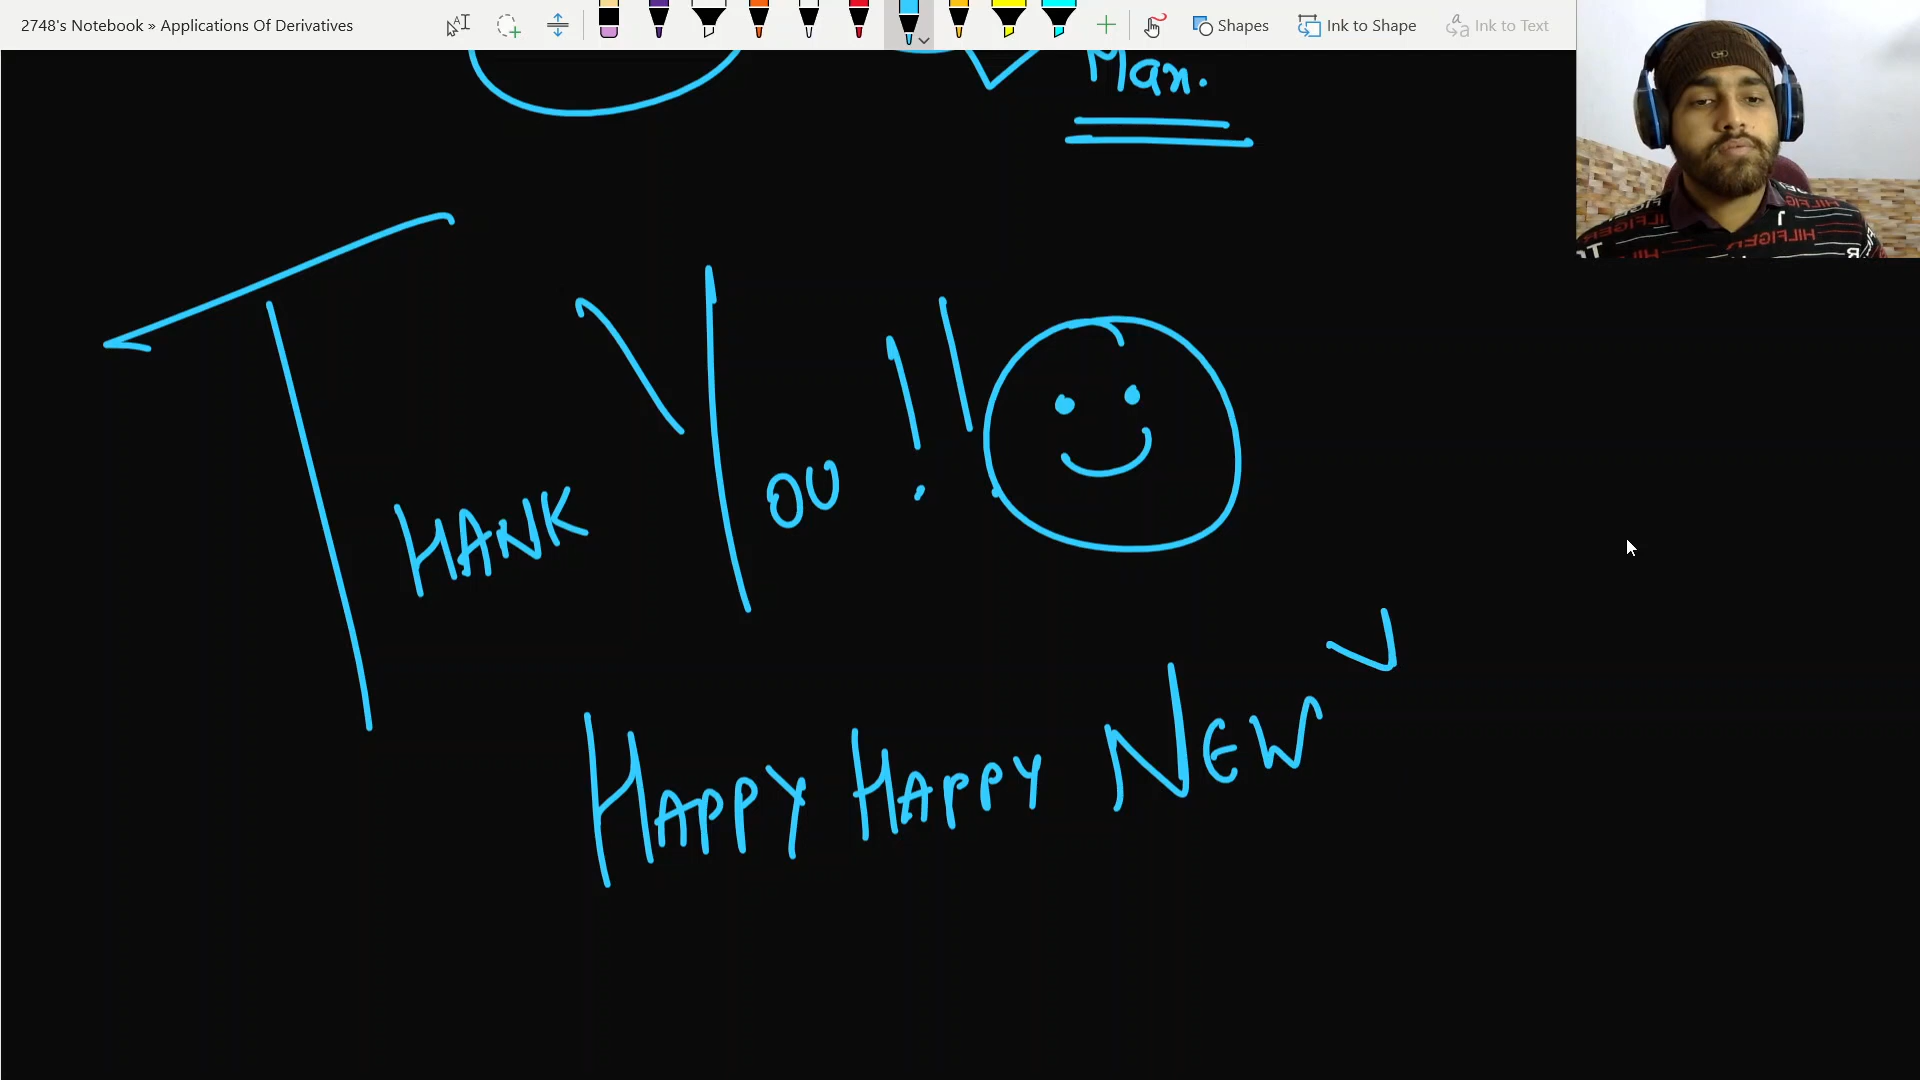 2748's Notebook » Applications Of Derivatives
Shapes
Ink to Shape
Ink to Text
Max.
THANK YOU !!
HAPPY HAPPY NEW